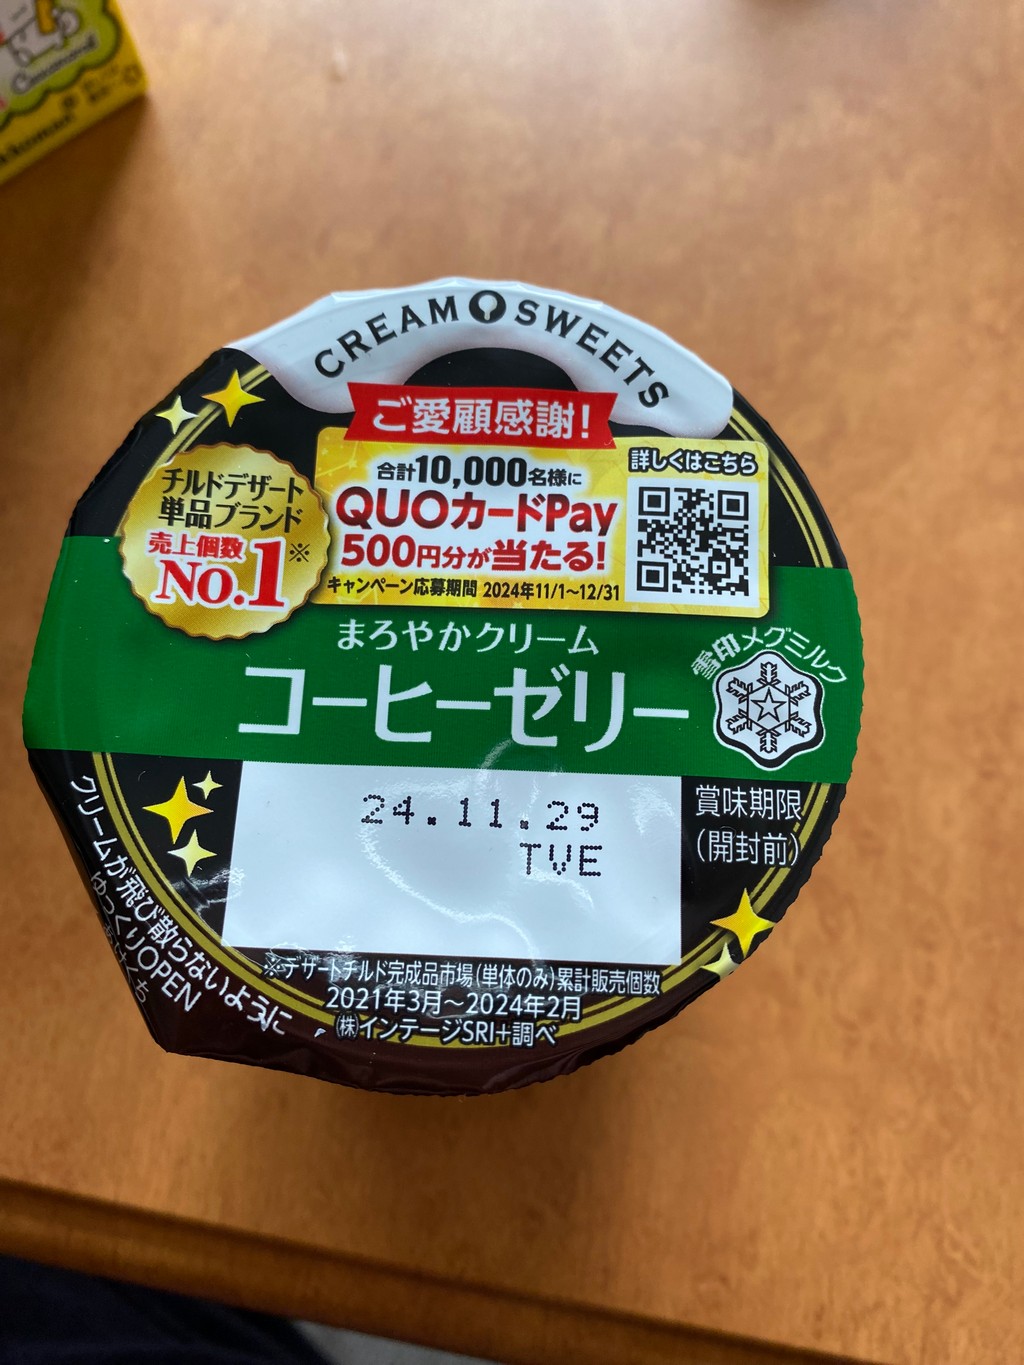 CREAM SWEETS
ご愛顧感謝!
合計10,000名様に
QUOカードPay
500円分が当たる!
キャンペーン応募期間 2024年11/1~12/31
詳しくはこちら
チルドデザート
単品ブランド
売上個数
No.1※
まろやかクリーム
コーヒーゼリー
雪印メグミルク
24.11.29
TVE
賞味期限
(開封前)
クリームが飛び散らないように
ゆっくりOPEN
あけくち
※デザートチルド完成品市場(単体のみ)累計販売個数
2021年3月~2024年2月
㈱インテージSRI+調べ